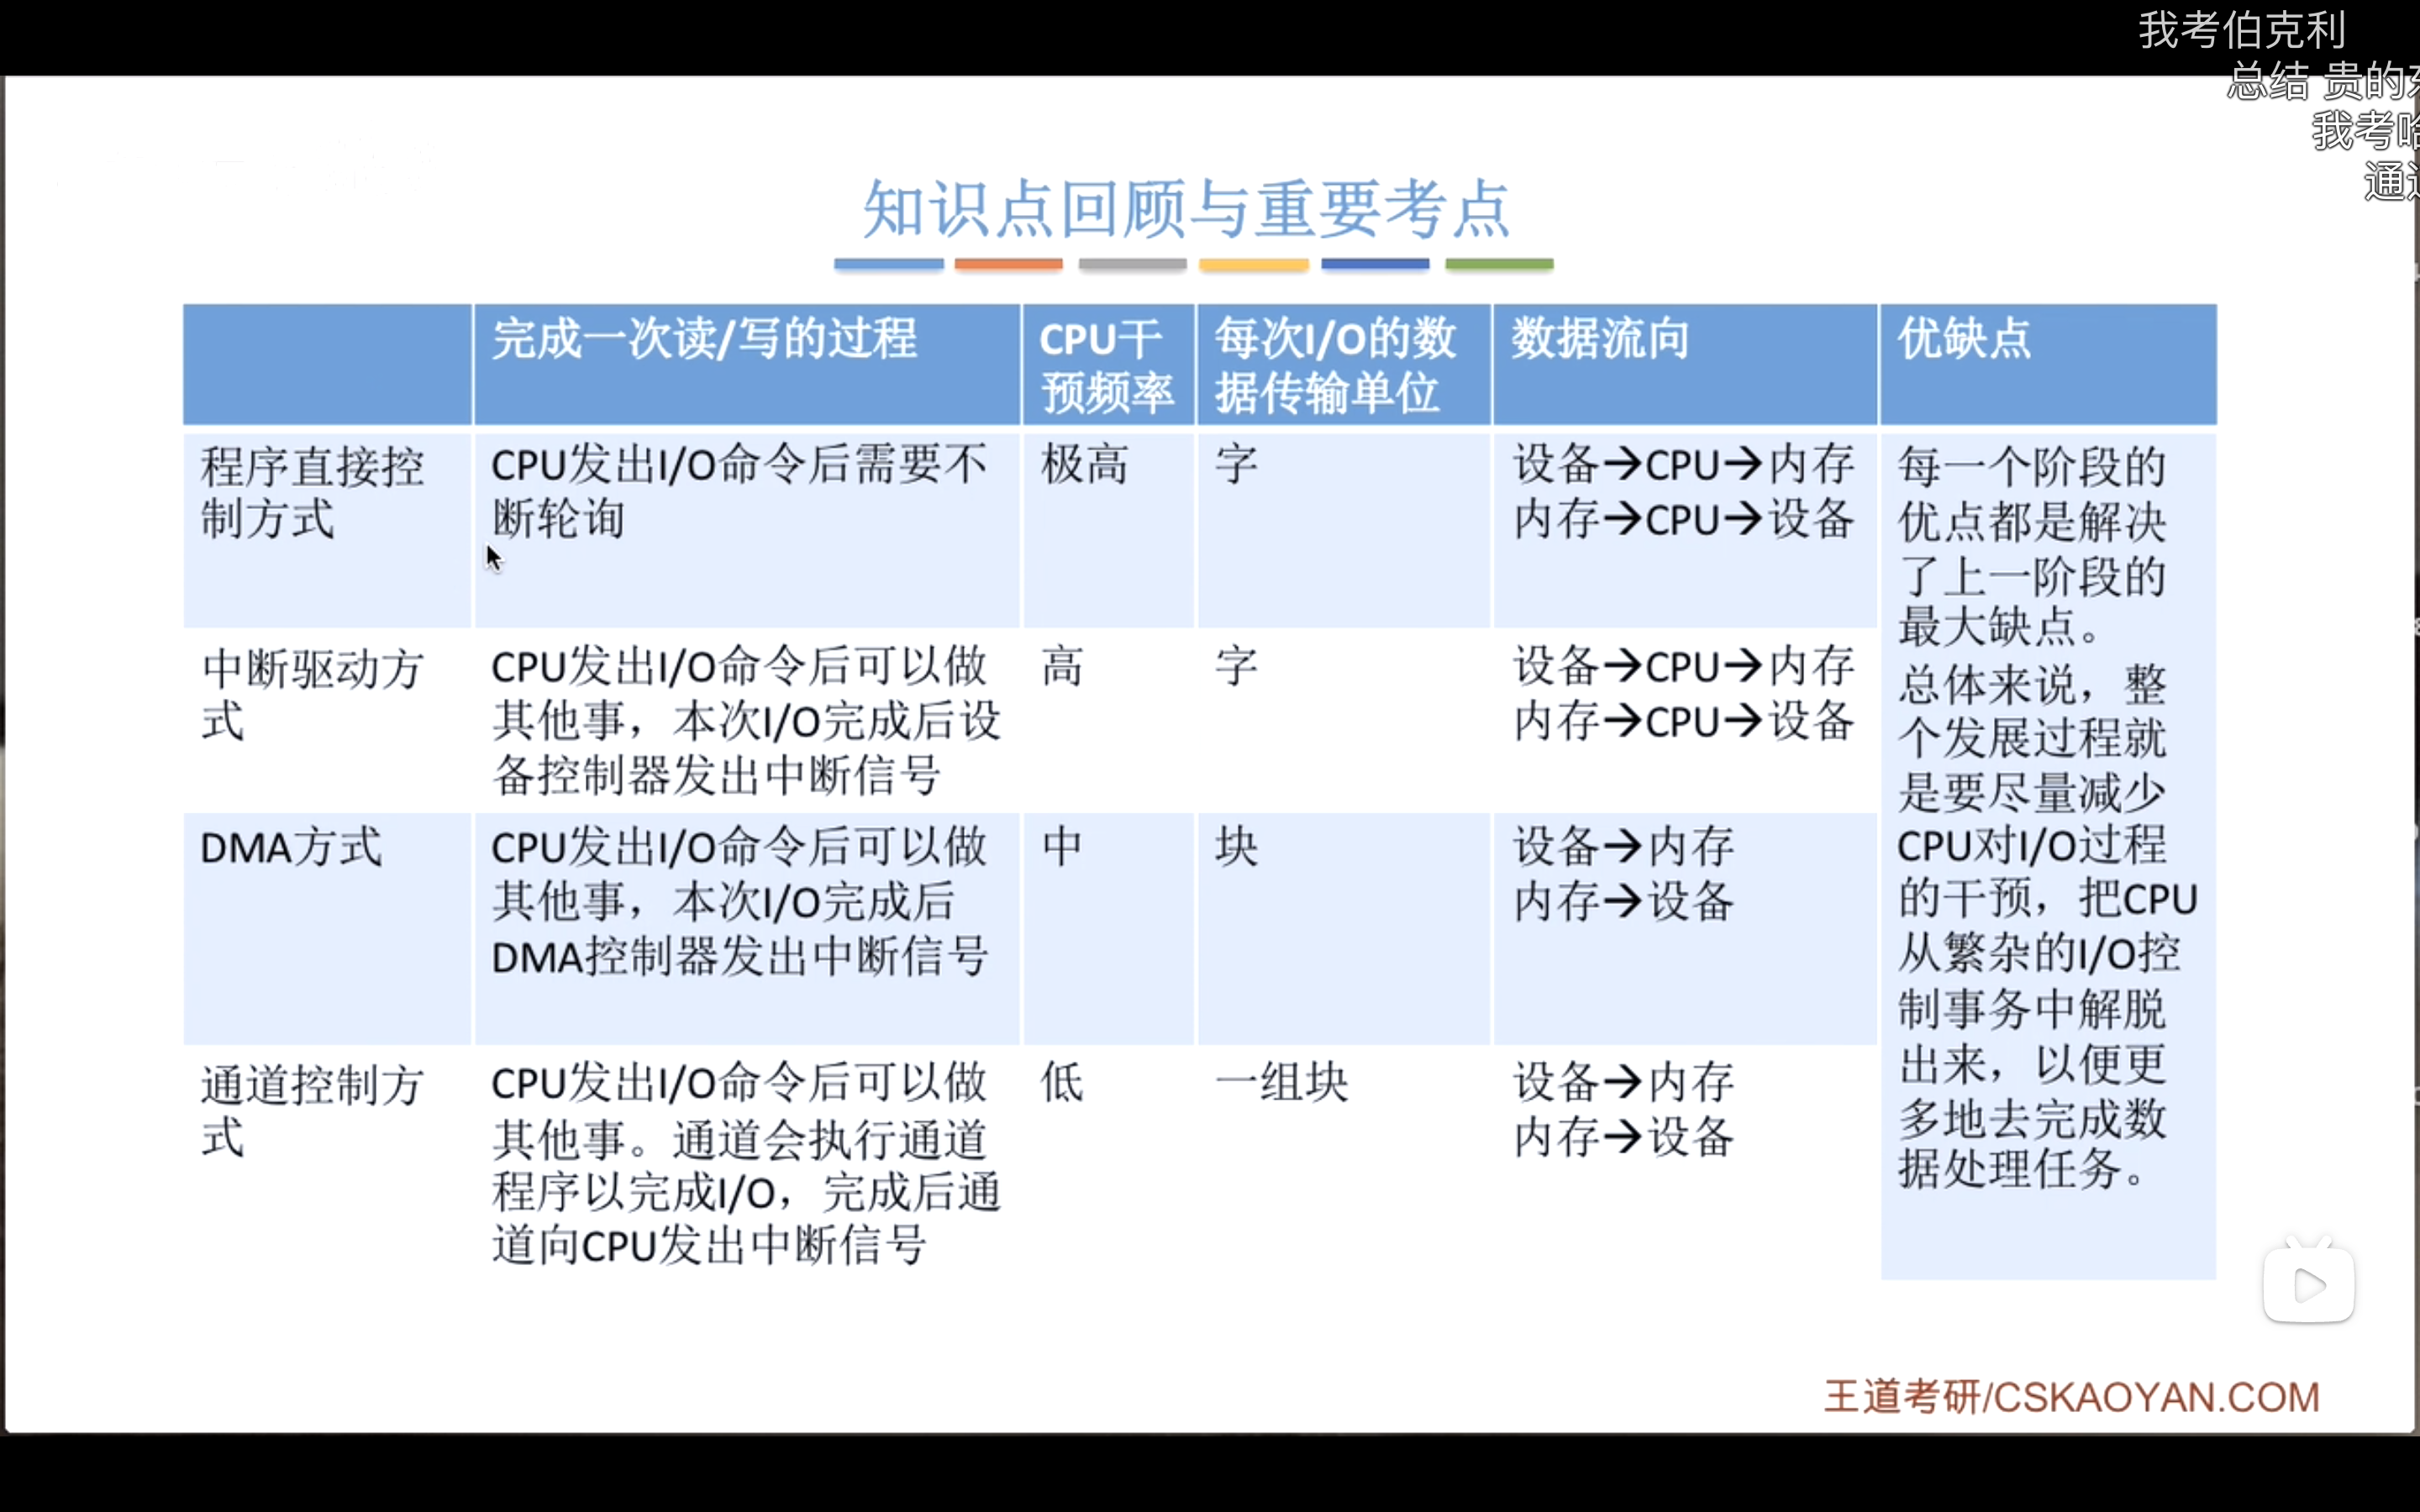 我考伯克利
总结 贵的
我考哈
通
知识点回顾与重要考点
完成一次读/写的过程
CPU干
预频率
每次I/O的数
据传输单位
数据流向
优缺点
程序直接控
制方式
CPU发出I/O命令后需要不
断轮询
极高
字
设备→CPU→内存
内存→CPU→设备
中断驱动方
式
CPU发出I/O命令后可以做
其他事，本次I/O完成后设
备控制器发出中断信号
高
字
设备→CPU→内存
内存→CPU→设备
DMA方式
CPU发出I/O命令后可以做
其他事，本次I/O完成后
DMA控制器发出中断信号
中
块
设备→内存
内存→设备
通道控制方
式
CPU发出I/O命令后可以做
其他事。通道会执行通道
程序以完成I/O，完成后通
道向CPU发出中断信号
低
一组块
设备→内存
内存→设备
每一个阶段的
优点都是解决
了上一阶段的
最大缺点。
总体来说，整
个发展过程就
是要尽量减少
CPU对I/O过程
的干预，把CPU
从繁杂的I/O控
制事务中解脱
出来，以便更
多地去完成数
据处理任务。
王道考研/CSKAOYAN.COM